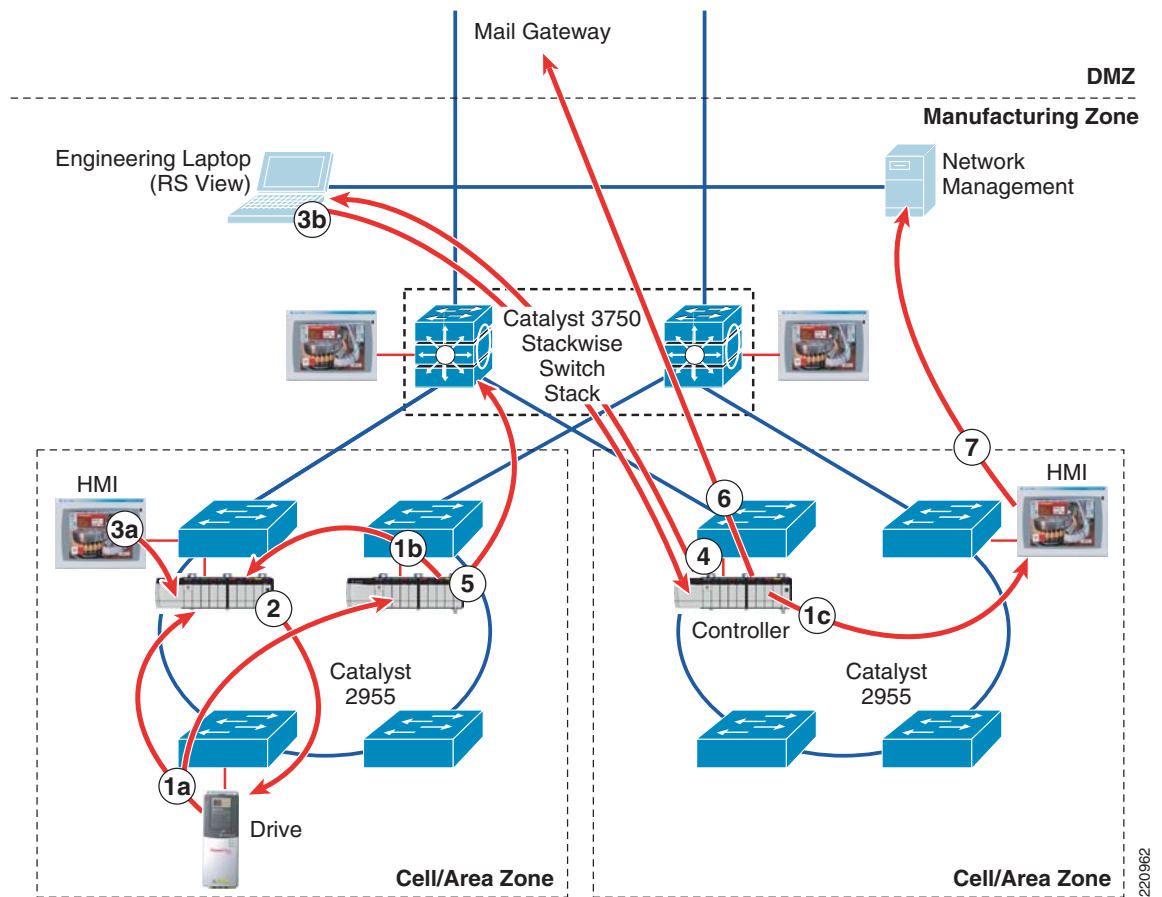 Mail Gateway
DMZ
Manufacturing Zone
Engineering Laptop
(RS View)
Network
Management
3b
Catalyst 3750
Stackwise
Switch
Stack
7
HMI
HMI
6
3a
1b
4
5
2
1c
Controller
Catalyst
2955
Catalyst
2955
1a
Drive
Cell/Area Zone
Cell/Area Zone
220962